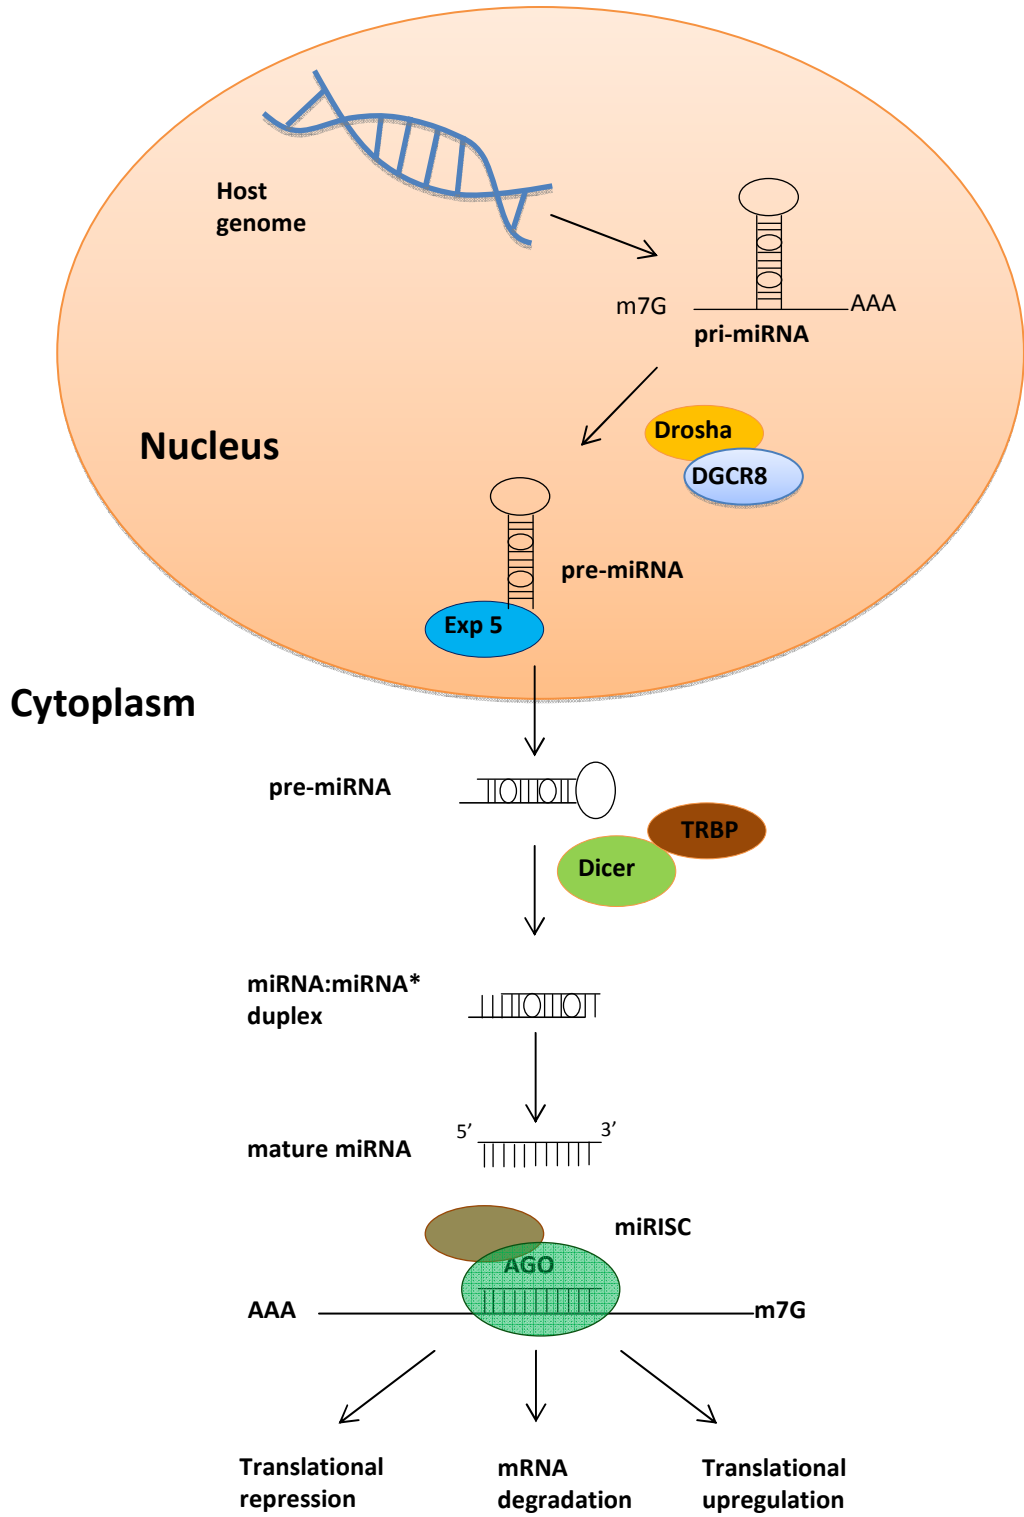 Host
genome
m7G
AAA
pri-miRNA
Drosha
DGCR8
Nucleus
pre-miRNA
Exp 5
Cytoplasm
pre-miRNA
TRBP
Dicer
miRNA:miRNA*
duplex
5’
3’
mature miRNA
miRISC
AGO
AAA
m7G
Translational
repression
mRNA
degradation
Translational
upregulation